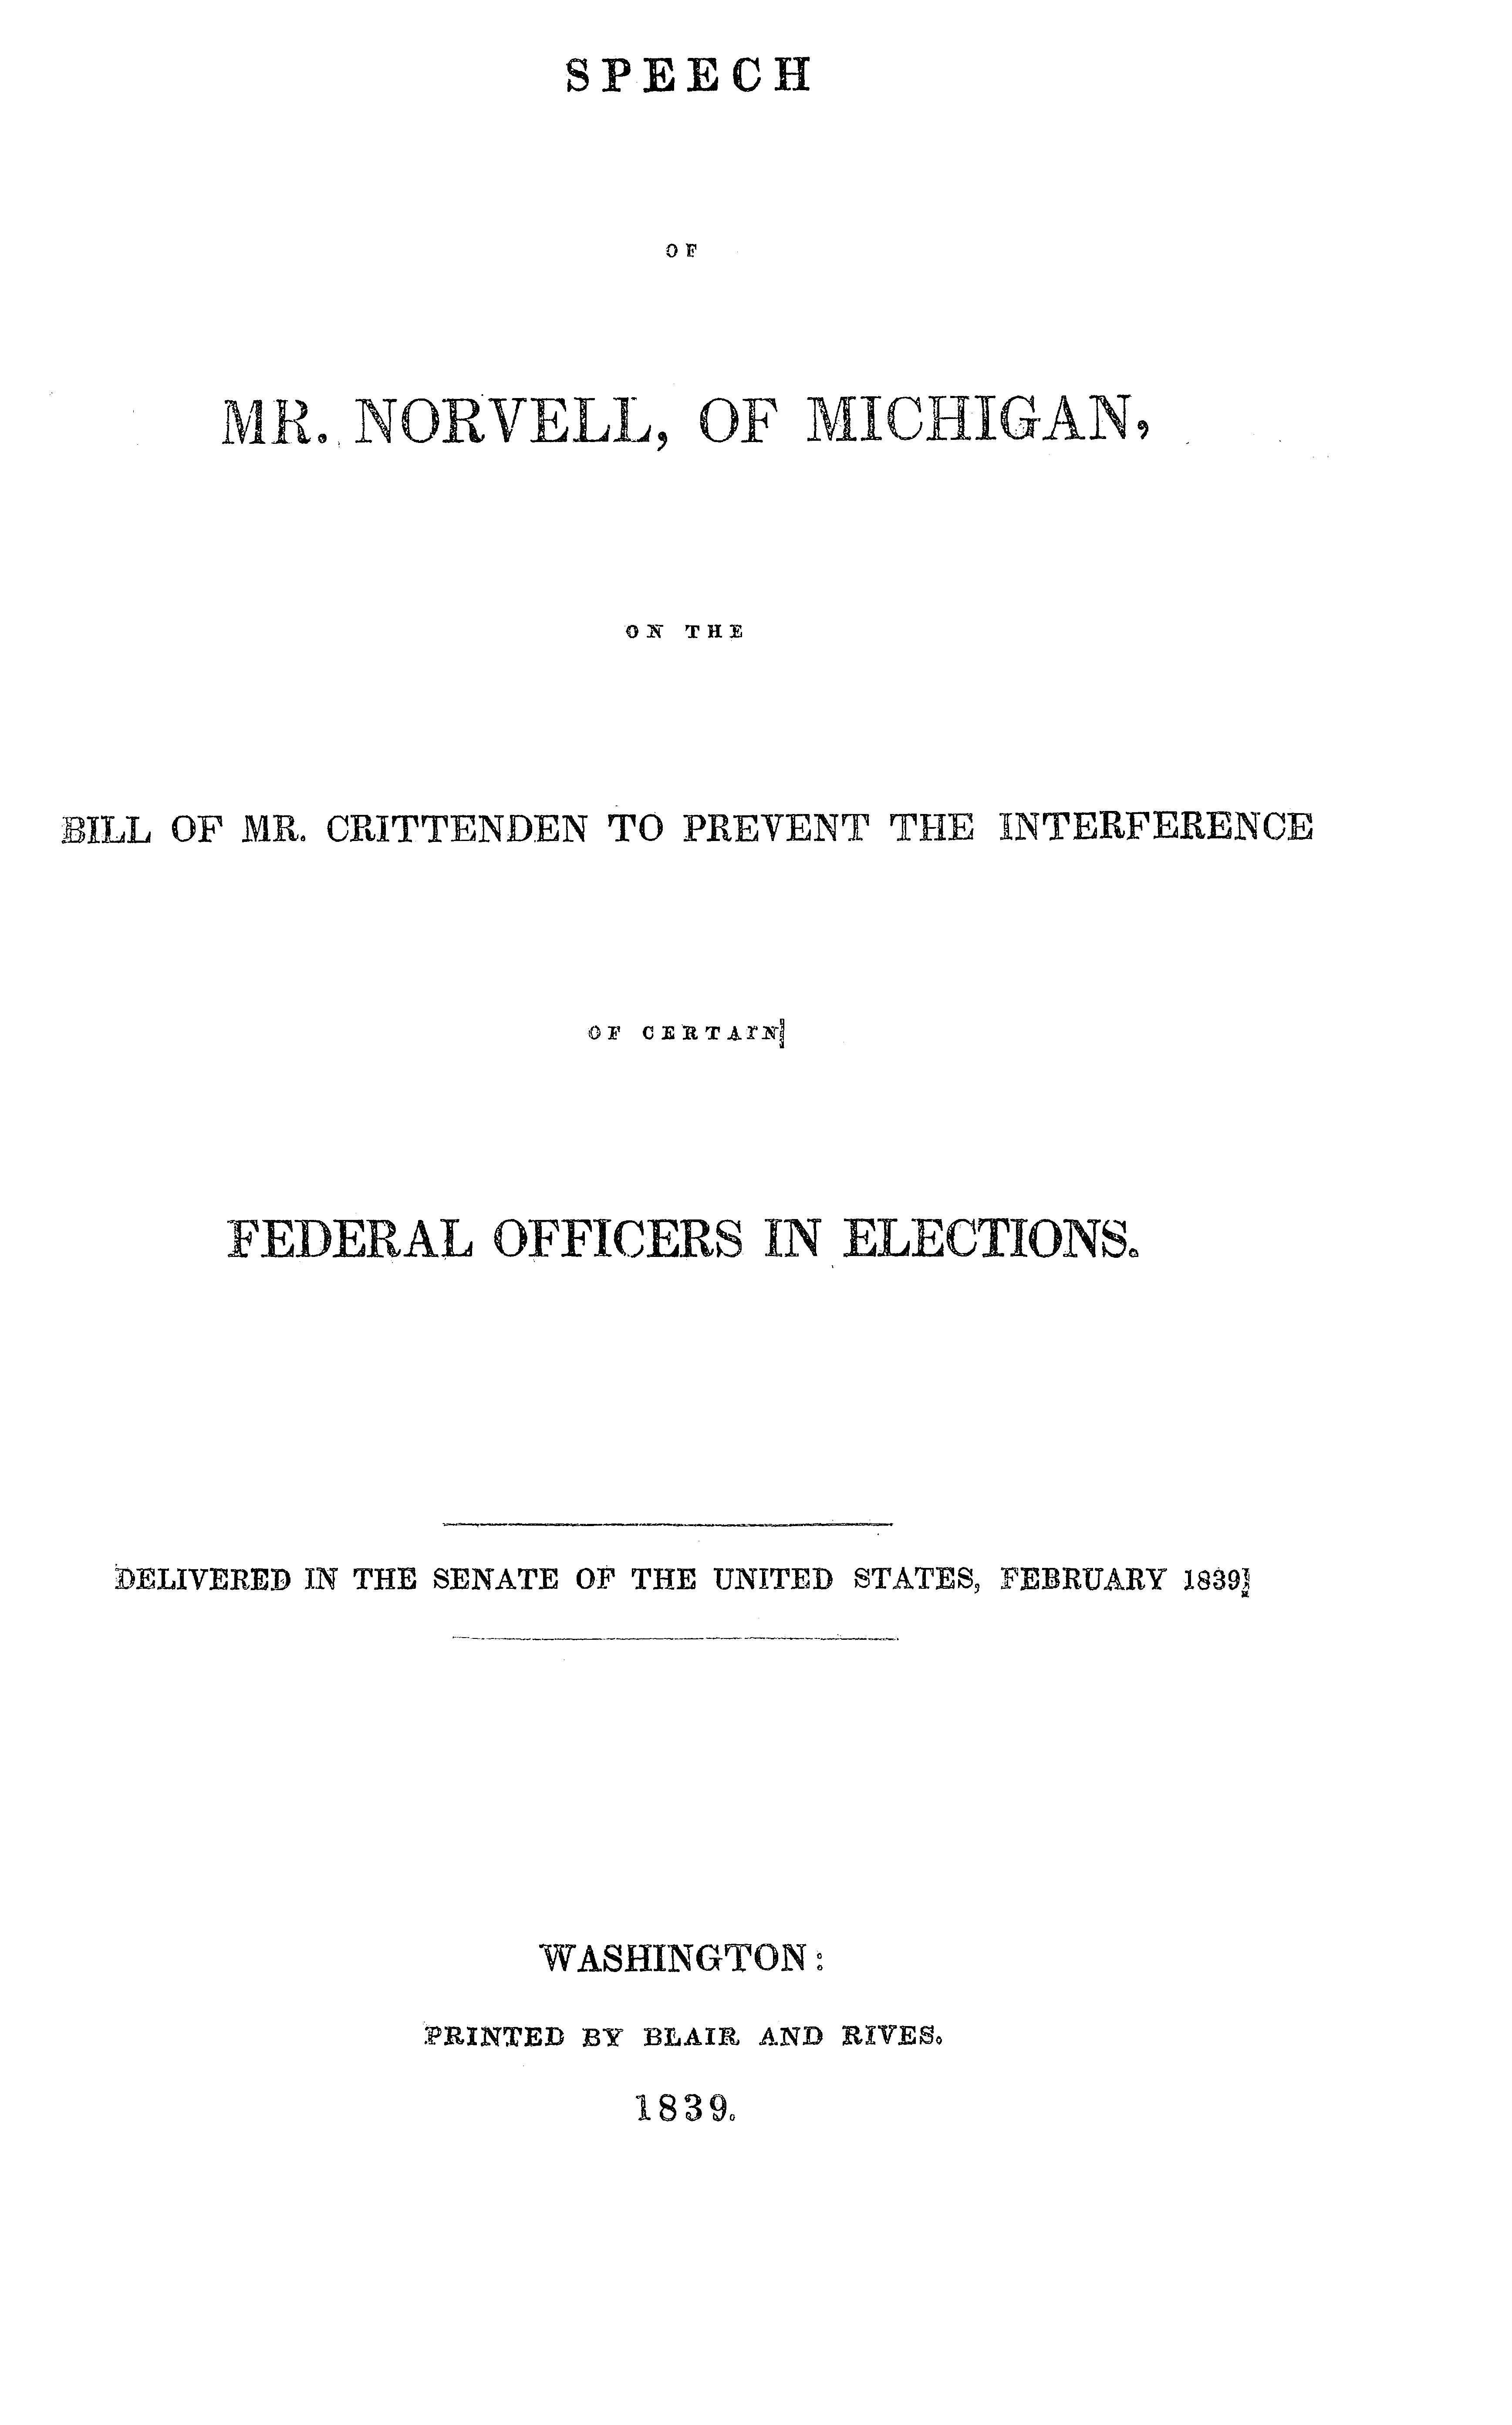 SPEECH
OF
MR. NORVELL, OF MICHIGAN,
ON THE
BILL OF MR. CRITTENDEN TO PREVENT THE INTERFERENCE
OF CERTAIN
FEDERAL OFFICERS IN ELECTIONS.
DELIVERED IN THE SENATE OF THE UNITED STATES, FEBRUARY 1839
WASHINGTON:
PRINTED BY BLAIR AND RIVES.
1839.